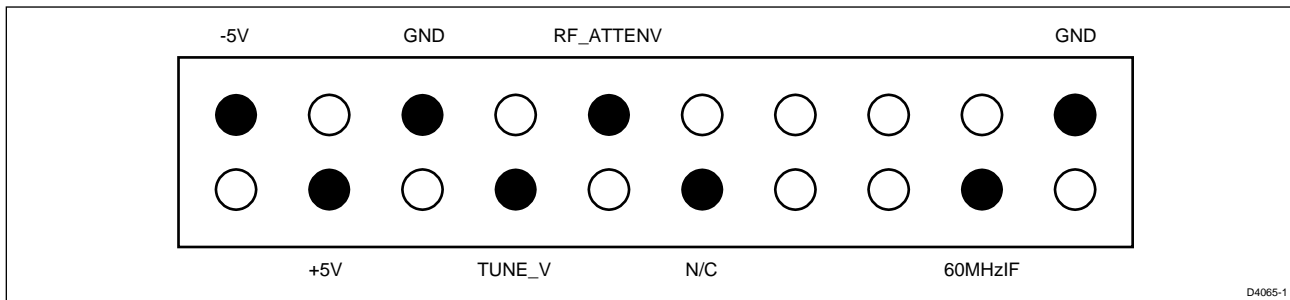 -5V GND RF_ATTENV GND
+5V TUNE_V N/C 60MHzIF
D4065-1